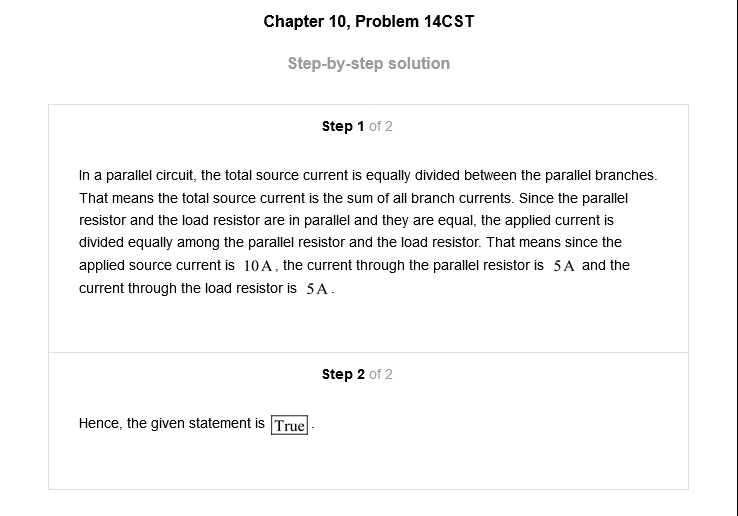 Chapter 10, Problem 14CST
Step-by-step solution
Step 1 of 2
In a parallel circuit, the total source current is equally divided between the parallel branches.
That means the total source current is the sum of all branch currents. Since the parallel
resistor and the load resistor are in parallel and they are equal, the applied current is
divided equally among the parallel resistor and the load resistor. That means since the
applied source current is 10 A, the current through the parallel resistor is 5 A and the
current through the load resistor is 5 A.
Step 2 of 2
Hence, the given statement is True.